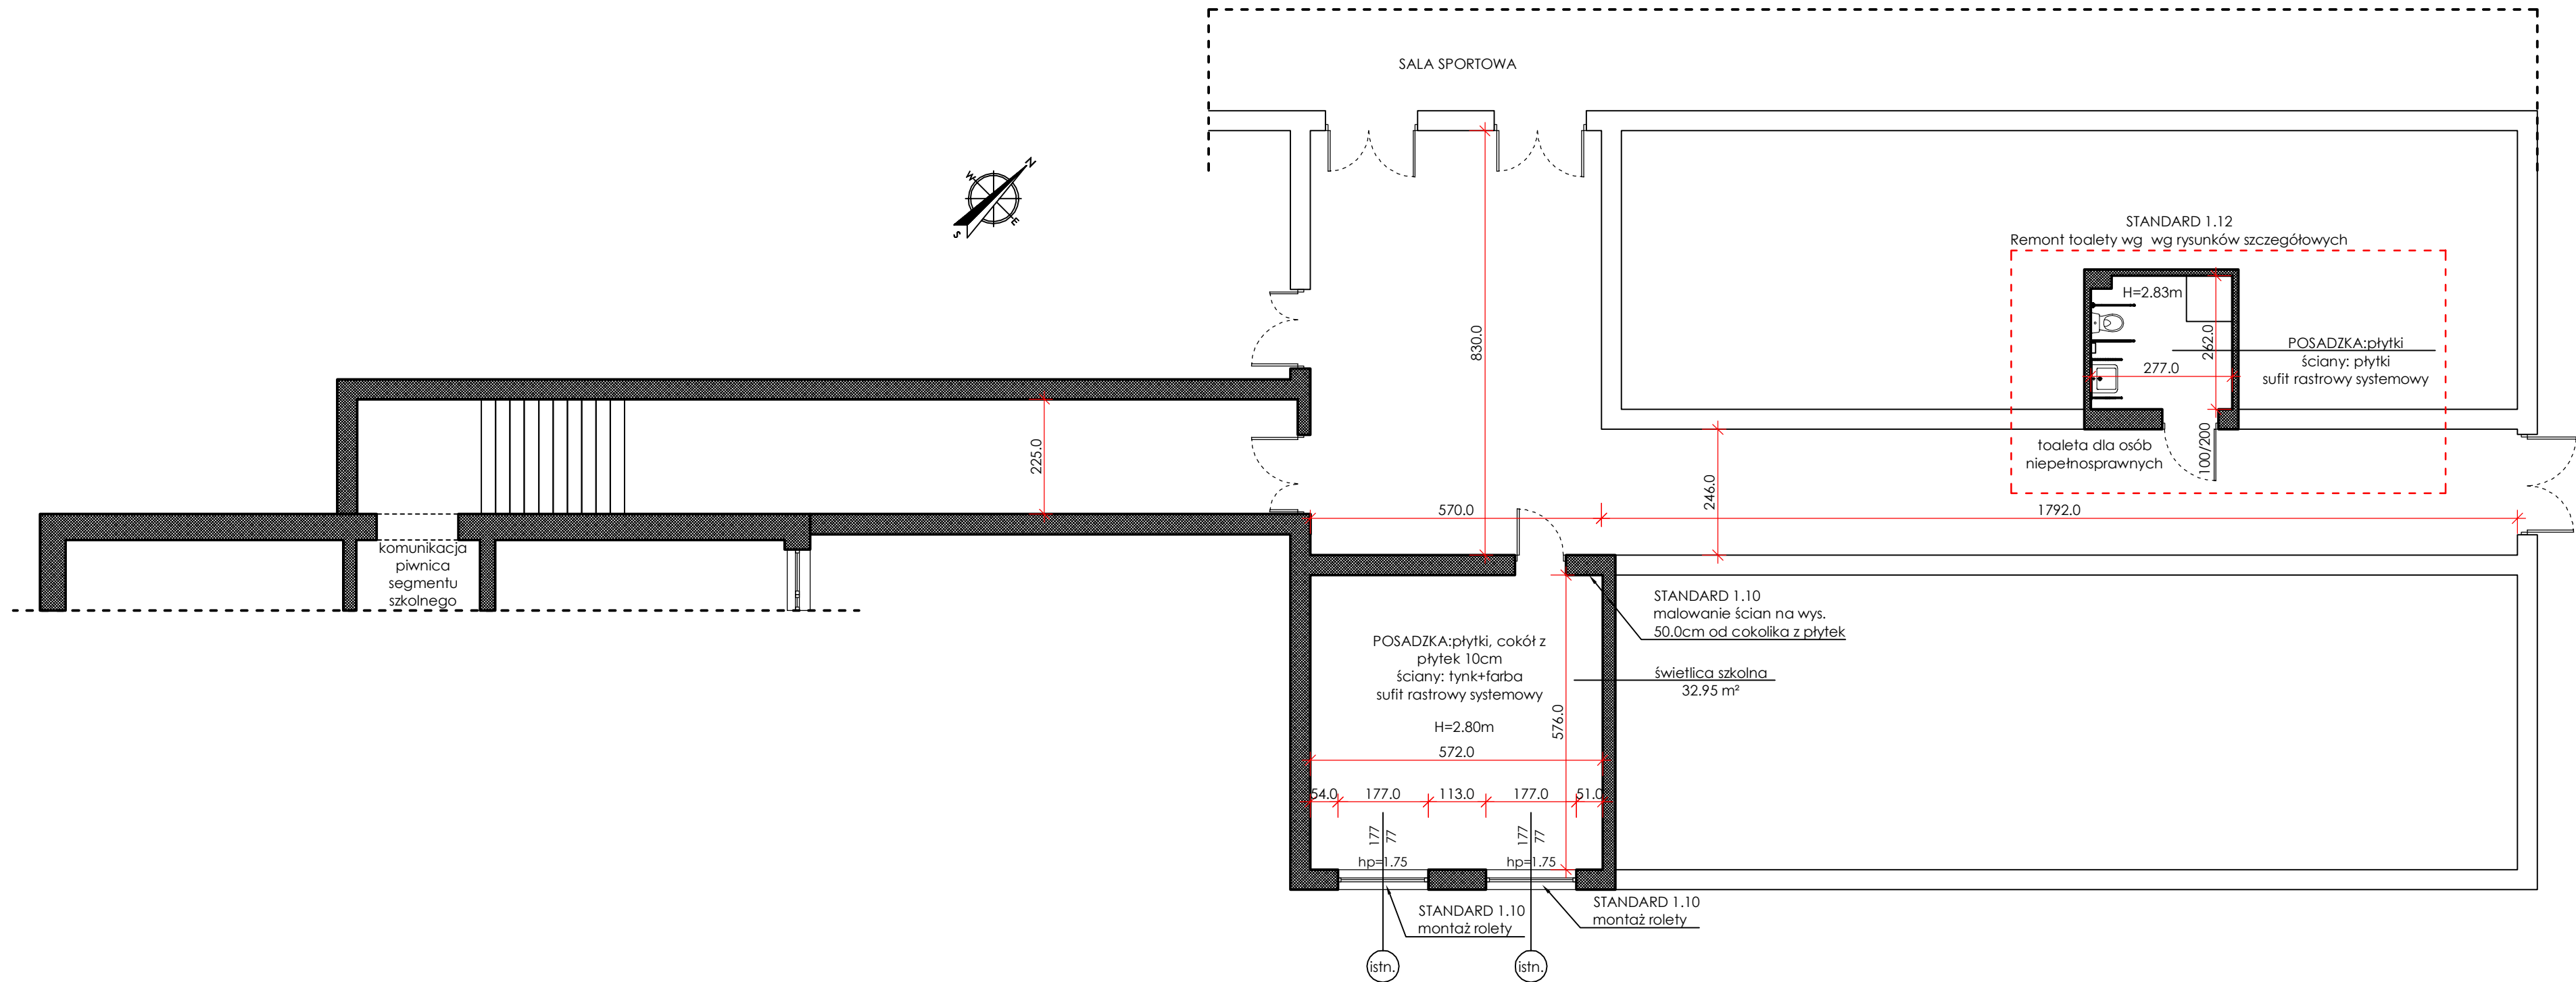 SALA SPORTOWA
N
W
E
S
STANDARD 1.12
Remont toalety wg wg rysunków szczegółowych
H=2.83m
262.0
277.0
POSADZKA:płytki
ściany: płytki
sufit rastrowy systemowy
toaleta dla osób
niepełnosprawnych
100/200
830.0
225.0
246.0
570.0
1792.0
komunikacja
piwnica
segmentu
szkolnego
STANDARD 1.10
malowanie ścian na wys.
50.0cm od cokolika z płytek
POSADZKA:płytki, cokół z
płytek 10cm
ściany: tynk+farba
sufit rastrowy systemowy
świetlica szkolna
32.95 m²
H=2.80m
576.0
572.0
54.0
177.0
113.0
177.0
51.0
177
77
177
77
hp=1.75
hp=1.75
STANDARD 1.10
montaż rolety
STANDARD 1.10
montaż rolety
istn.
istn.